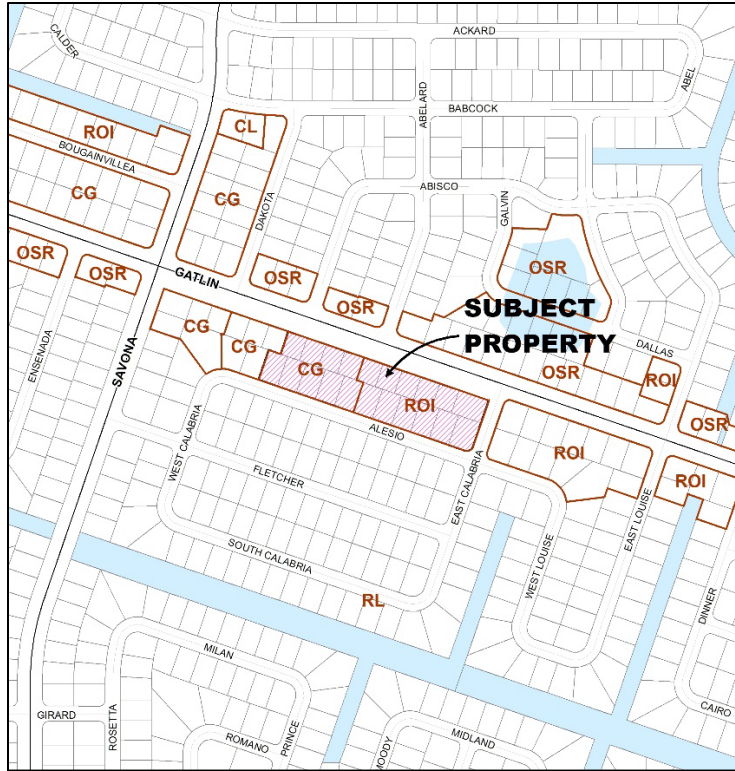 ACKARD
CALDER
ABEL
BABCOCK
ABELARD
CL
ROI
BOUGAINVILLEA
CG
CG
DAKOTA
ABISCO
GALVIN
OSR
OSR
GATLIN
OSR
OSR
OSR
SUBJECT
PROPERTY
DALLAS
ENSENADA
SAVONA
CG
CG
CG
OSR
ROI
OSR
ROI
ALESIO
WEST CALABRIA
FLETCHER
EAST CALABRIA
ROI
ROI
EAST LOUISE
SOUTH CALABRIA
WEST LOUISE
RL
DINNER
MILAN
GIRARD
ROSETTA
PRINCE
ROMANO
MOODY
MIDLAND
CAIRO